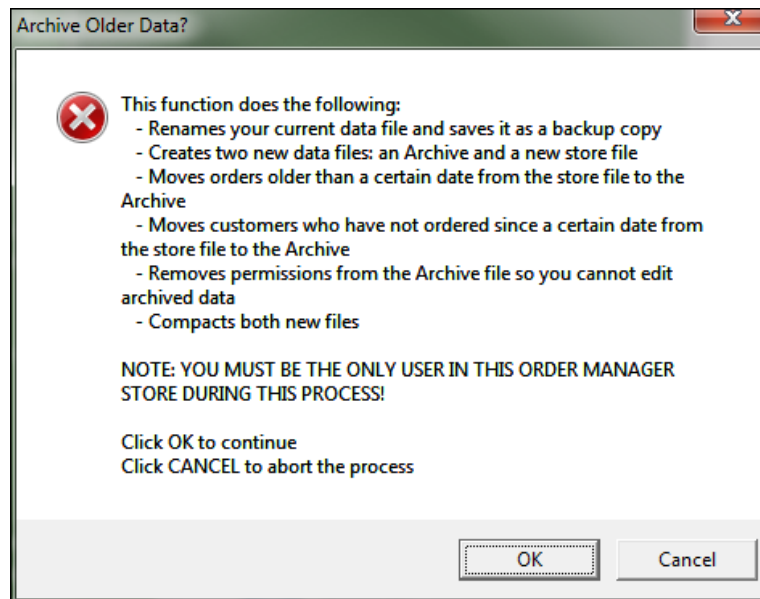 Archive Older Data?
This function does the following:
- Renames your current data file and saves it as a backup copy
- Creates two new data files: an Archive and a new store file
- Moves orders older than a certain date from the store file to the
Archive
- Moves customers who have not ordered since a certain date from
the store file to the Archive
- Removes permissions from the Archive file so you cannot edit
archived data
- Compacts both new files
NOTE: YOU MUST BE THE ONLY USER IN THIS ORDER MANAGER
STORE DURING THIS PROCESS!
Click OK to continue
Click CANCEL to abort the process
OK Cancel